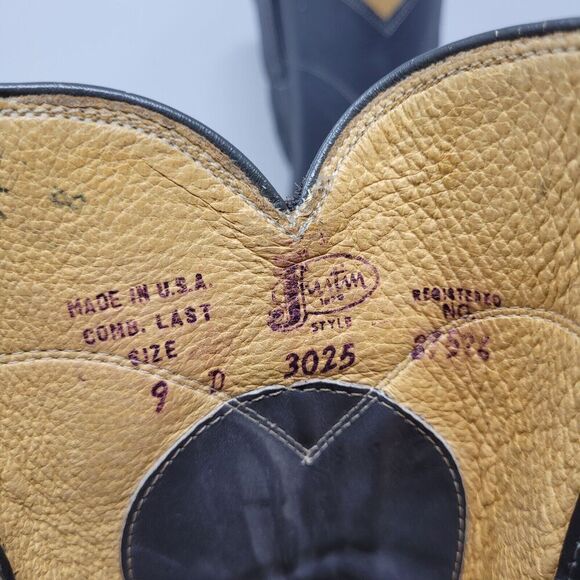 MADE IN U.S.A.
COMB. LAST
SIZE
9 D
Justin
STYLE
3025
REGISTERED
NO.